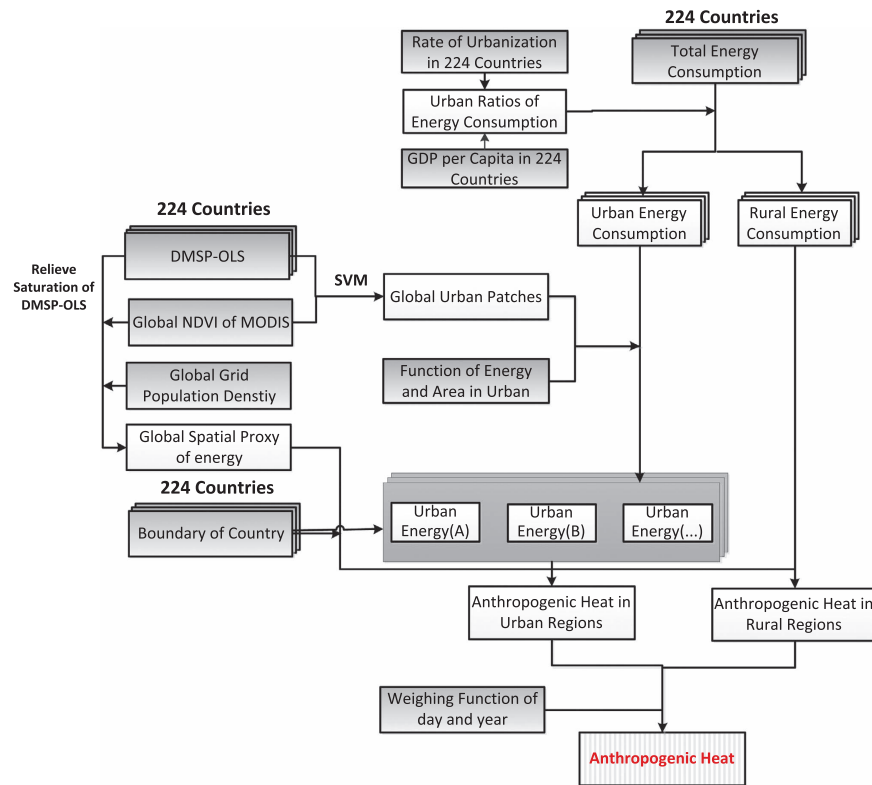 224 Countries
Rate of Urbanization
in 224 Countries
Total Energy
Consumption
Urban Ratios of
Energy Consumption
GDP per Capita in 224
Countries
224 Countries
Urban Energy
Consumption
Rural Energy
Consumption
DMSP-OLS
Relieve
Saturation of
DMSP-OLS
SVM
Global Urban Patches
Global NDVI of MODIS
Global Grid
Population Denstiy
Function of Energy
and Area in Urban
Global Spatial Proxy
of energy
224 Countries
Boundary of Country
Urban
Energy(A)
Urban
Energy(B)
Urban
Energy(...)
Anthropogenic Heat in
Urban Regions
Anthropogenic Heat in
Rural Regions
Weighing Function of
day and year
Anthropogenic Heat